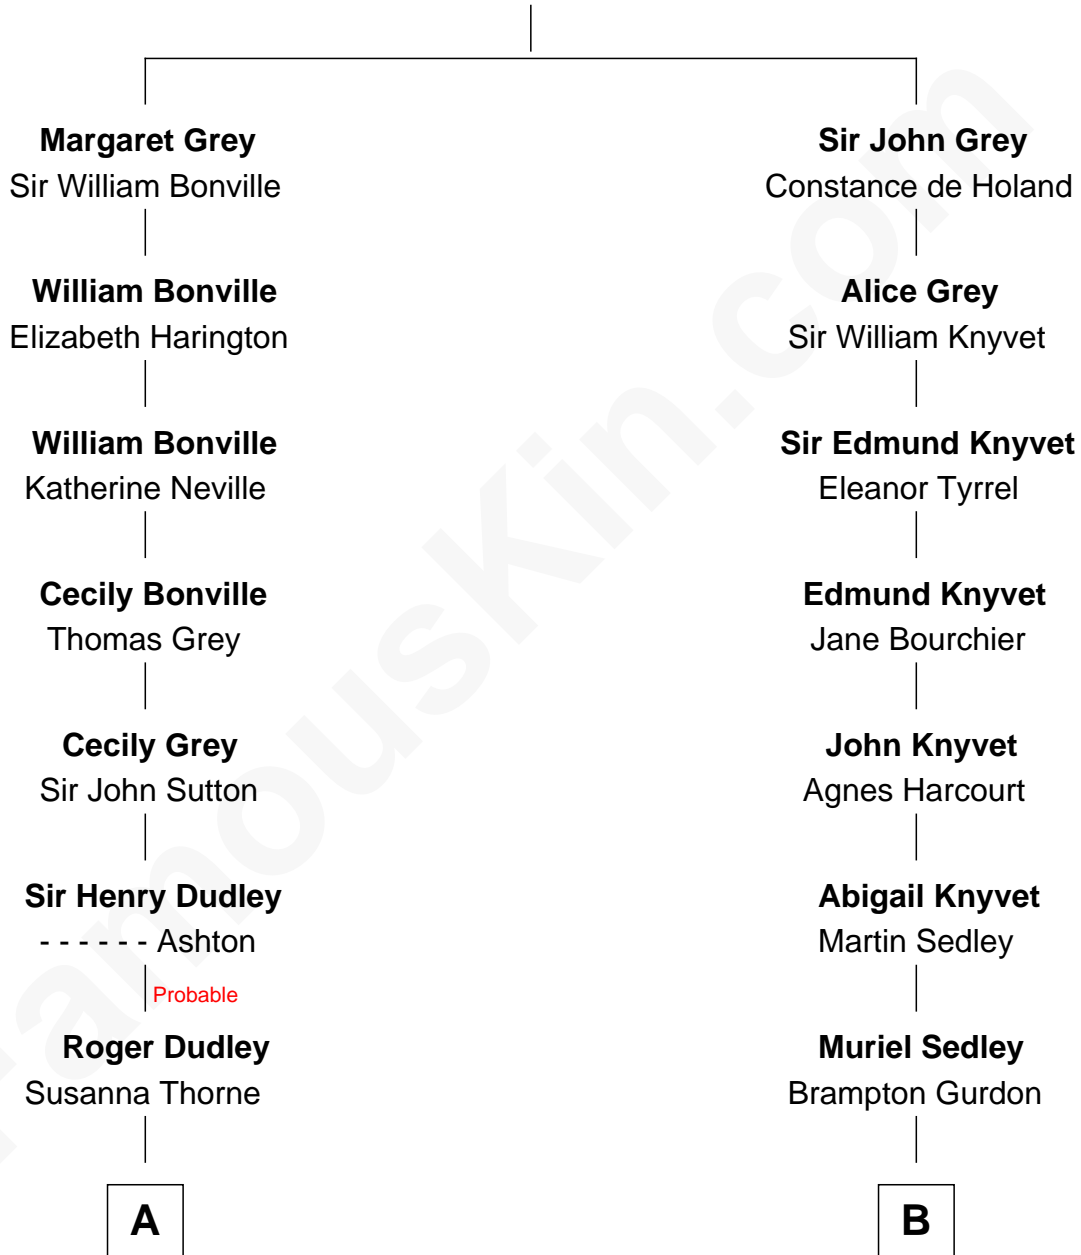 Margaret Grey
Sir William Bonville
William Bonville
Elizabeth Harington
William Bonville
Katherine Neville
Cecily Bonville
Thomas Grey
Cecily Grey
Sir John Sutton
Sir Henry Dudley
- - - - - - Ashton
Probable
Roger Dudley
Susanna Thorne
A
Sir John Grey
Constance de Holand
Alice Grey
Sir William Knyvet
Sir Edmund Knyvet
Eleanor Tyrrel
Edmund Knyvet
Jane Bourchier
John Knyvet
Agnes Harcourt
Abigail Knyvet
Martin Sedley
Muriel Sedley
Brampton Gurdon
B
FamousKin.com